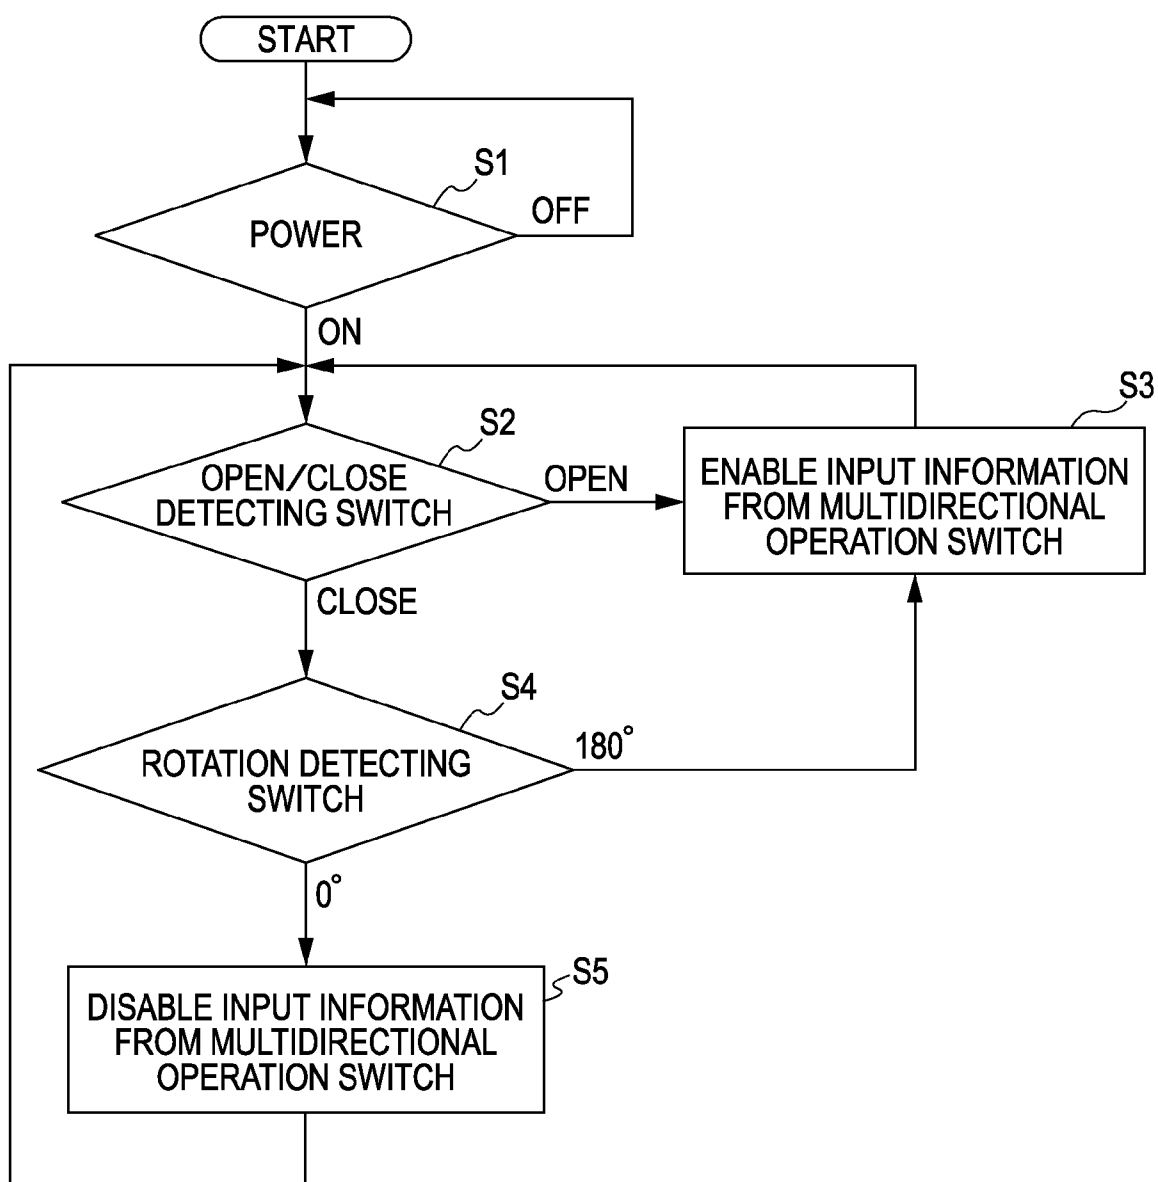 START
S1
OFF
POWER
ON
S3
S2
OPEN/CLOSE
DETECTING SWITCH
OPEN
ENABLE INPUT INFORMATION
FROM MULTIDIRECTIONAL
OPERATION SWITCH
CLOSE
S4
180°
ROTATION DETECTING
SWITCH
0°
S5
DISABLE INPUT INFORMATION
FROM MULTIDIRECTIONAL
OPERATION SWITCH